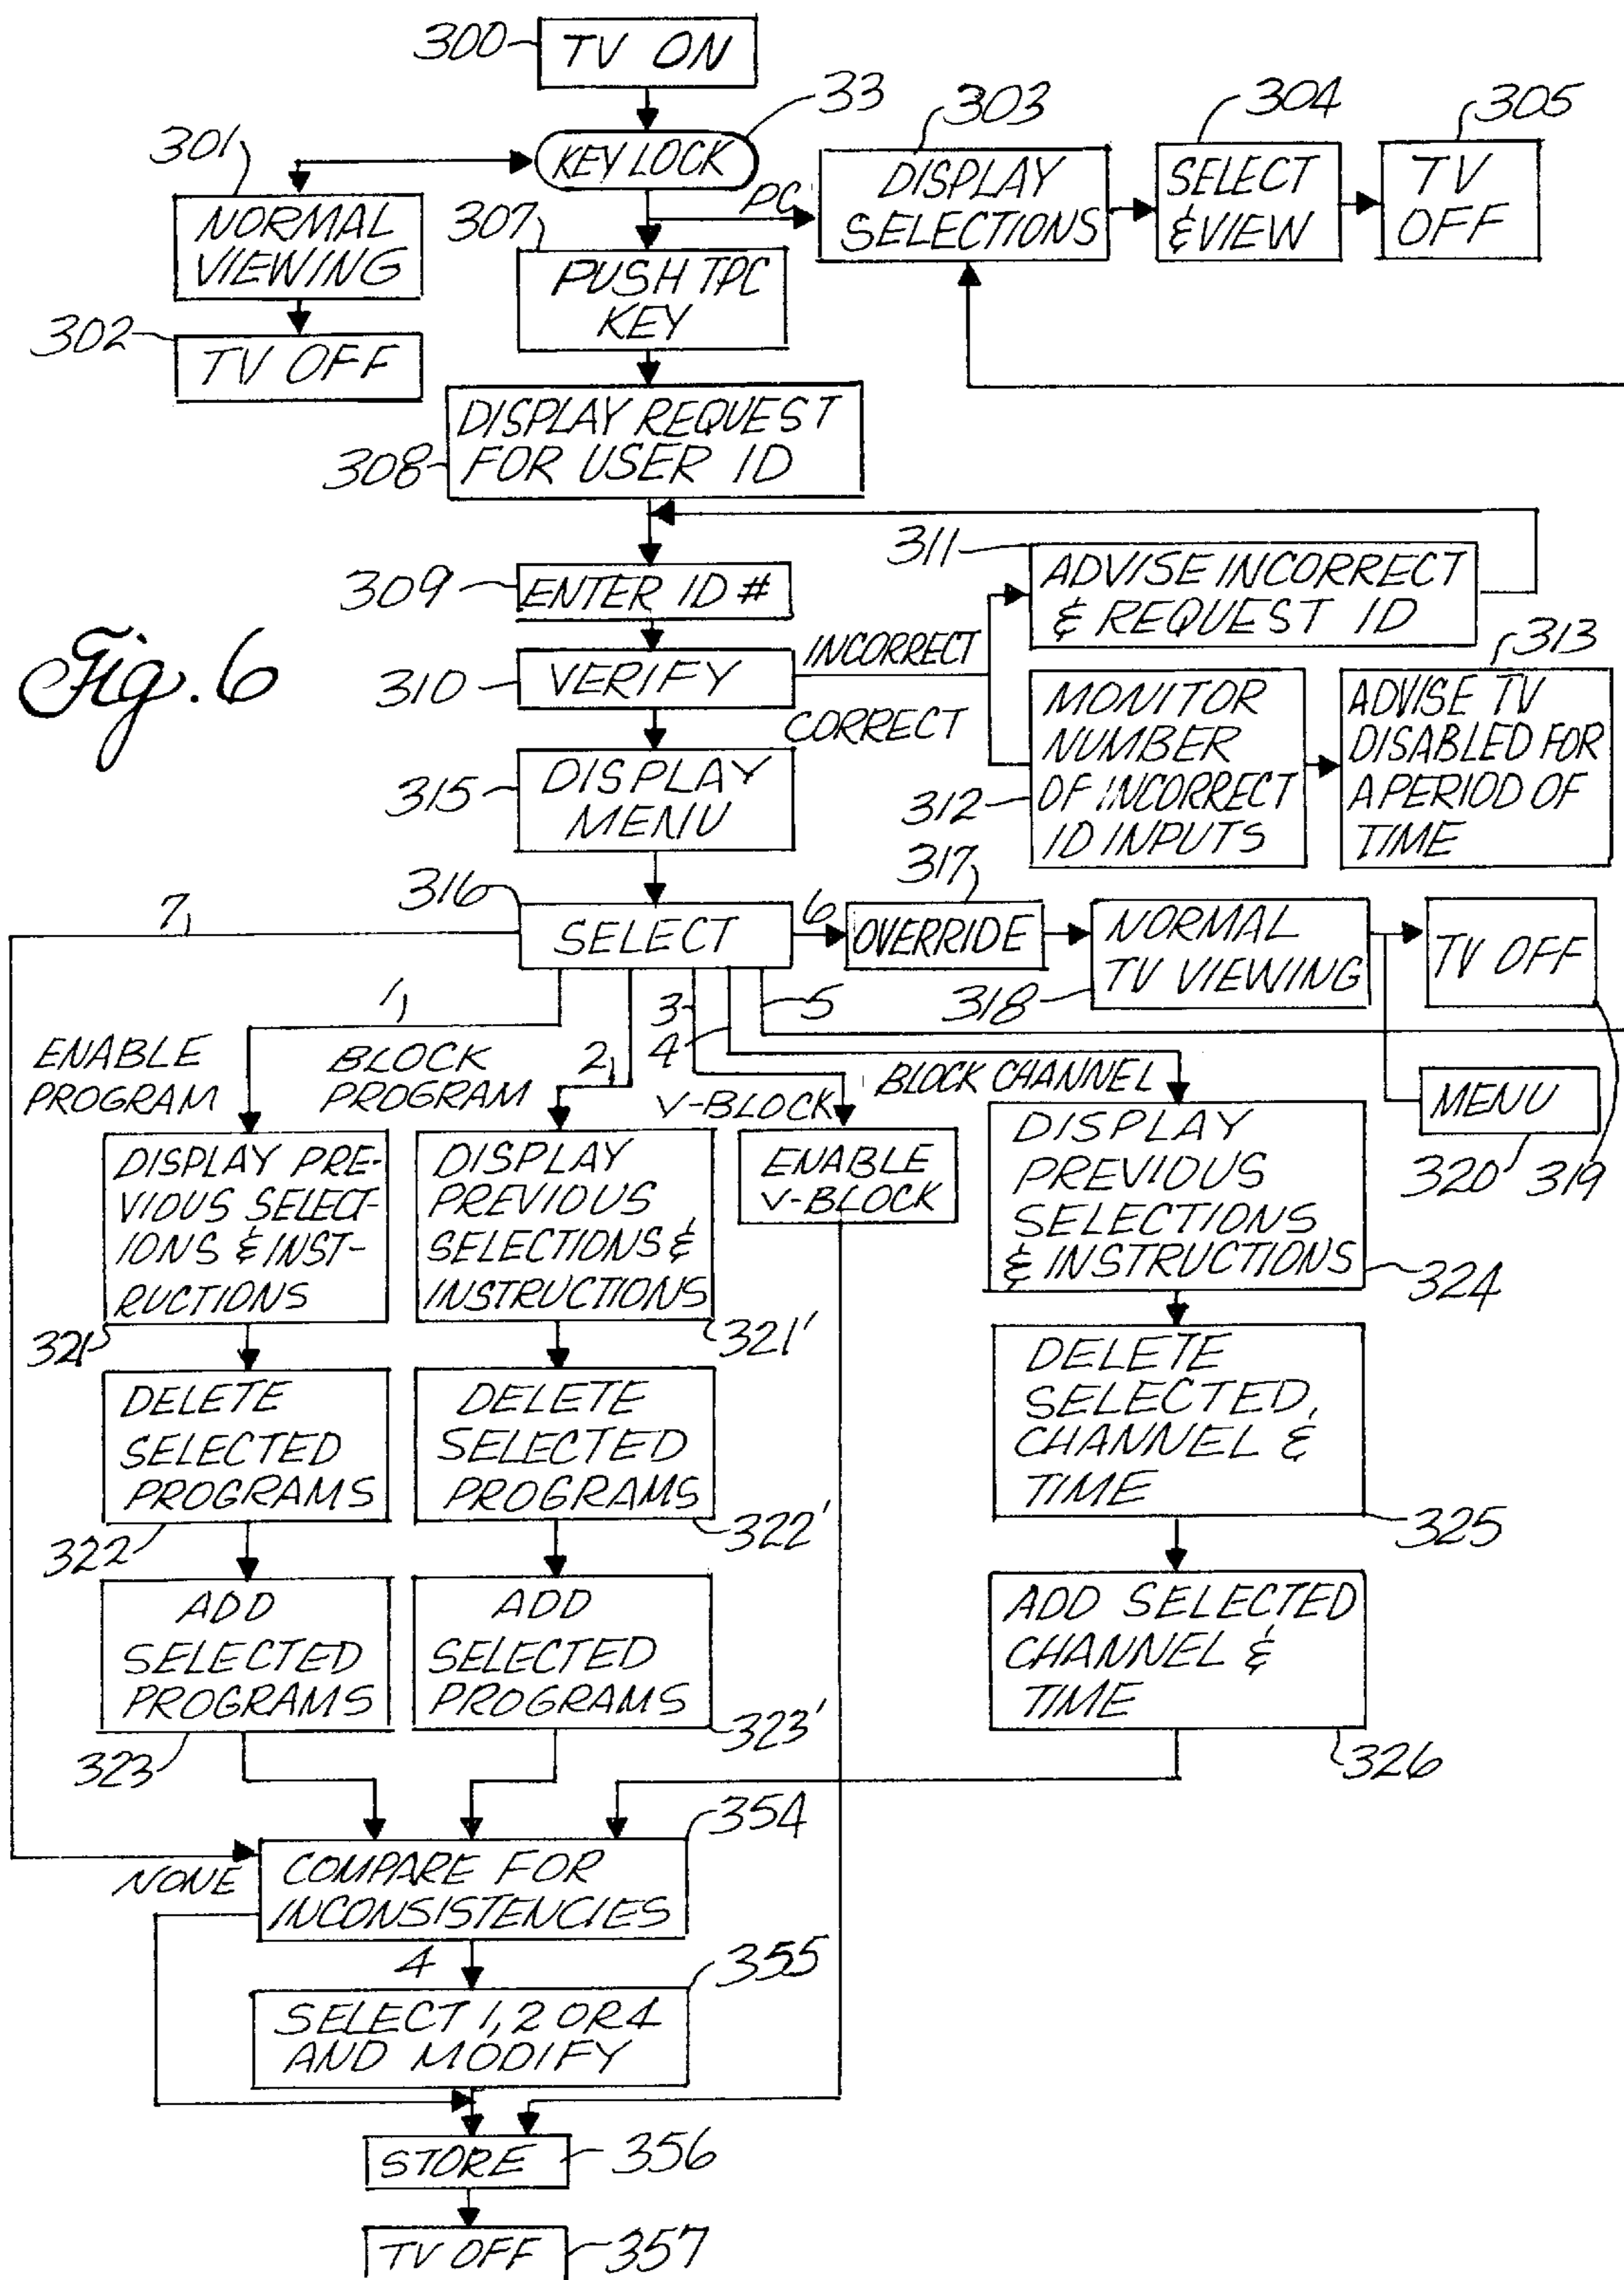 300
TV ON
33
KEY LOCK
301
NORMAL
VIEWING
302
TV OFF
PC
303
DISPLAY
SELECTIONS
304
SELECT
& VIEW
305
TV
OFF
307
PUSH TPC
KEY
308
DISPLAY REQUEST
FOR USER ID
309
ENTER ID #
310
VERIFY
INCORRECT
CORRECT
311
ADVISE INCORRECT
& REQUEST ID
312
MONITOR
NUMBER
OF INCORRECT
ID INPUTS
313
ADVISE TV
DISABLED FOR
A PERIOD OF
TIME
Fig. 6
315
DISPLAY
MENU
316
SELECT
7
6
317
OVERRIDE
318
NORMAL
TV VIEWING
TV OFF
319
MENU
320
1
2
3
4
5
ENABLE
PROGRAM
BLOCK
PROGRAM
V-BLOCK
BLOCK CHANNEL
DISPLAY PRE-
VIOUS SELECT-
IONS & INST-
RUCTIONS
321
DISPLAY
PREVIOUS
SELECTIONS &
INSTRUCTIONS
321'
ENABLE
V-BLOCK
DISPLAY
PREVIOUS
SELECTIONS
& INSTRUCTIONS
324
DELETE
SELECTED
PROGRAMS
322
DELETE
SELECTED
PROGRAMS
322'
DELETE
SELECTED,
CHANNEL &
TIME
325
ADD
SELECTED
PROGRAMS
323
ADD
SELECTED
PROGRAMS
323'
ADD SELECTED
CHANNEL &
TIME
326
354
COMPARE FOR
INCONSISTENCIES
NONE
4
355
SELECT 1, 2 OR 4
AND MODIFY
STORE
356
TV OFF
357